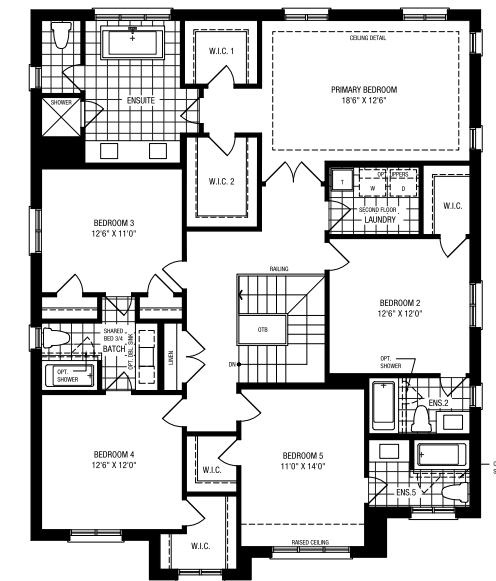 W.I.C. 1
CEILING DETAIL
PRIMARY BEDROOM
18'6" X 12'6"
SHOWER
ENSUITE
W.I.C. 2
T
OPT. UPPERS
W
D
SECOND FLOOR
LAUNDRY
W.I.C.
BEDROOM 3
12'6" X 11'0"
RAILING
BEDROOM 2
12'6" X 12'0"
OTB
SHARED
BED 3/4
BATCH
OPT. DBL. SINK
LINEN
DN
OPT.
SHOWER
OPT.
SHOWER
ENS.2
BEDROOM 4
12'6" X 12'0"
BEDROOM 5
11'0" X 14'0"
W.I.C.
ENS.5
W.I.C.
RAISED CEILING